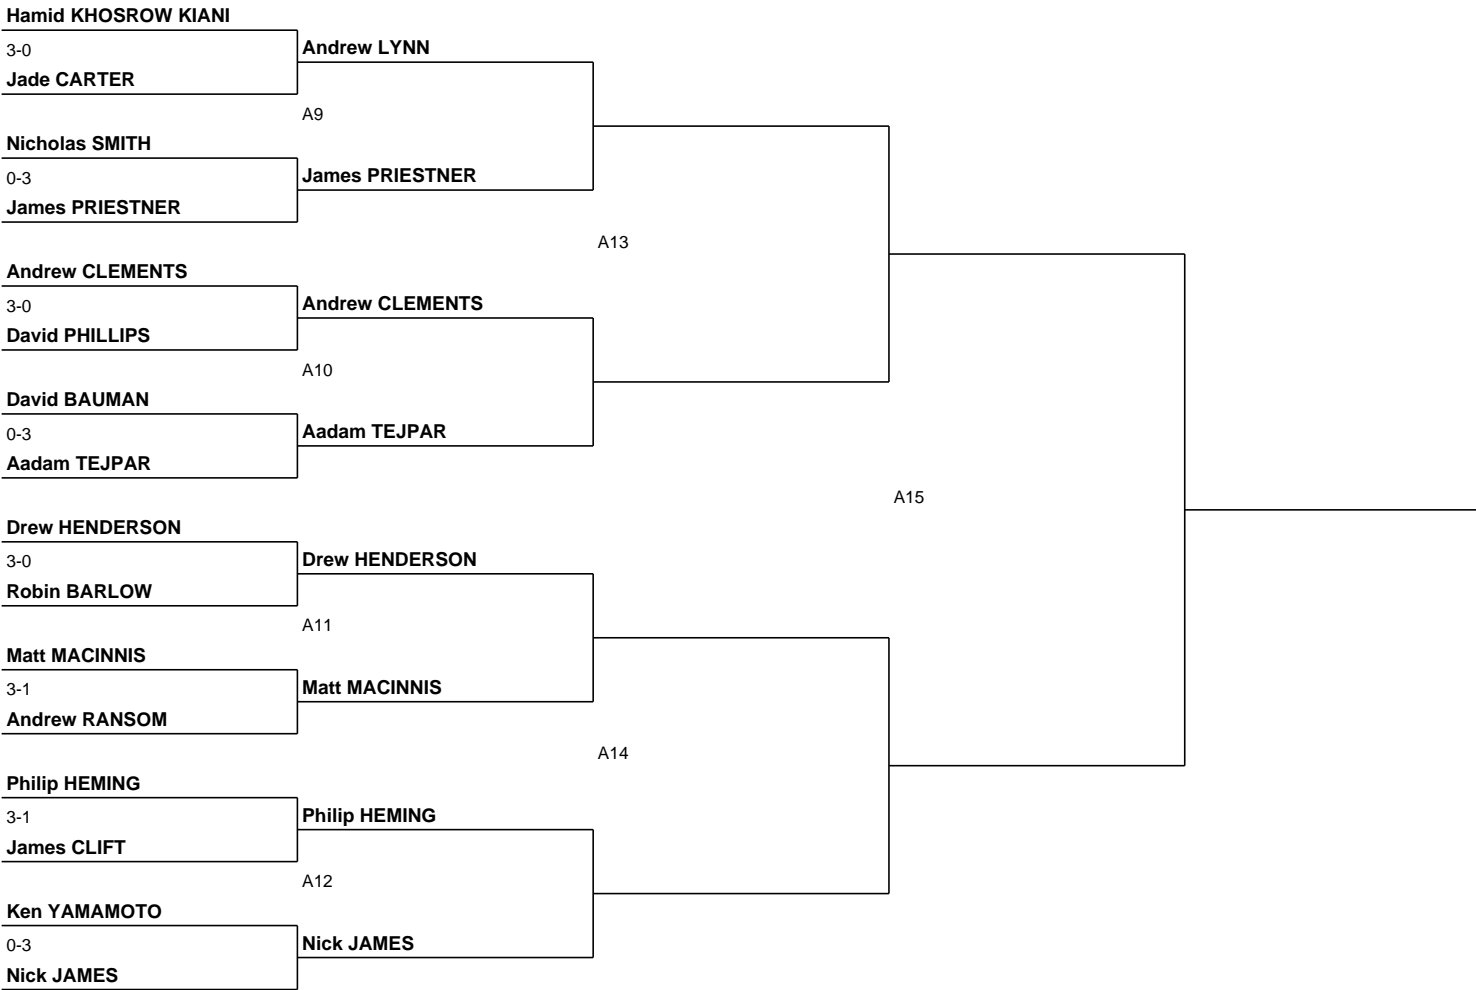 Hamid KHOSROW KIANI
3-0
Jade CARTER
Andrew LYNN
A9
Nicholas SMITH
0-3
James PRIESTNER
James PRIESTNER
A13
Andrew CLEMENTS
3-0
David PHILLIPS
Andrew CLEMENTS
A10
David BAUMAN
0-3
Aadam TEJPAR
Aadam TEJPAR
A15
Drew HENDERSON
3-0
Robin BARLOW
Drew HENDERSON
A11
Matt MACINNIS
3-1
Andrew RANSOM
Matt MACINNIS
A14
Philip HEMING
3-1
James CLIFT
Philip HEMING
A12
Ken YAMAMOTO
0-3
Nick JAMES
Nick JAMES